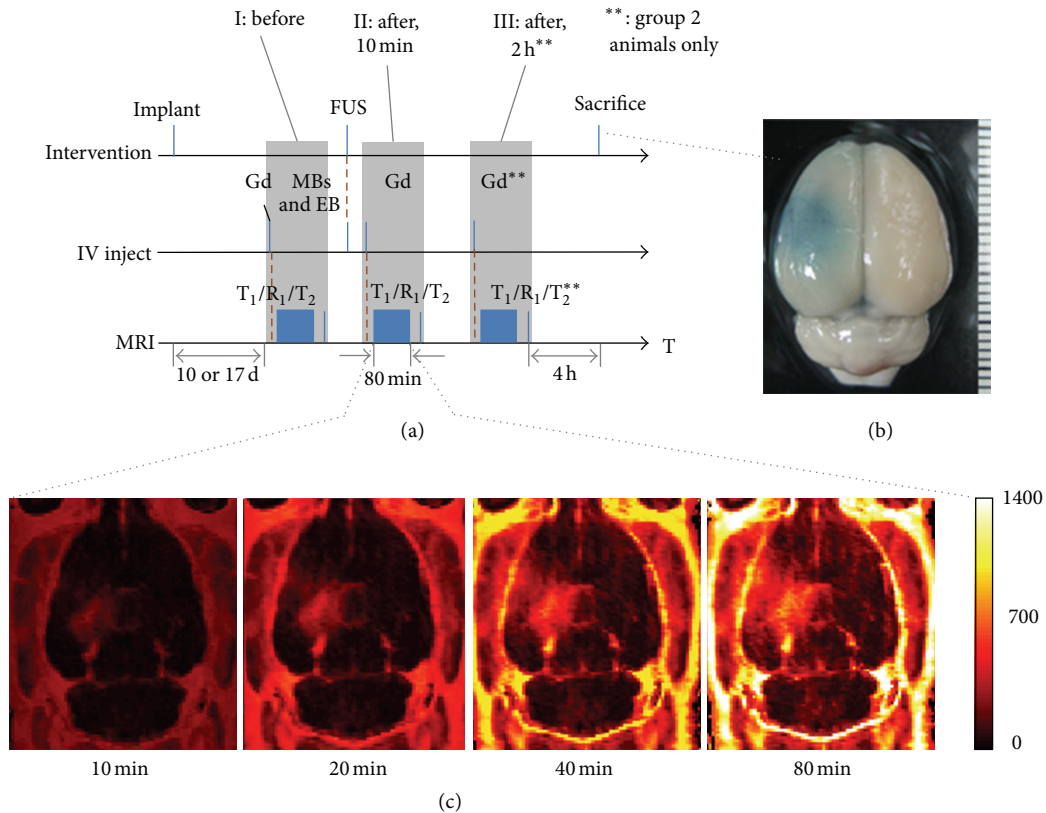 I: before
II: after,
10 min
III: after,
2 h**
**: group 2
animals only
Implant
FUS
Sacrifice
Intervention
Gd
MBs
and EB
Gd
Gd**
IV inject
T1/R1/T2
T1/R1/T2
T1/R1/T2**
MRI
T
10 or 17 d
80 min
4 h
(a)
(b)
1400
700
0
10 min
20 min
40 min
80 min
(c)